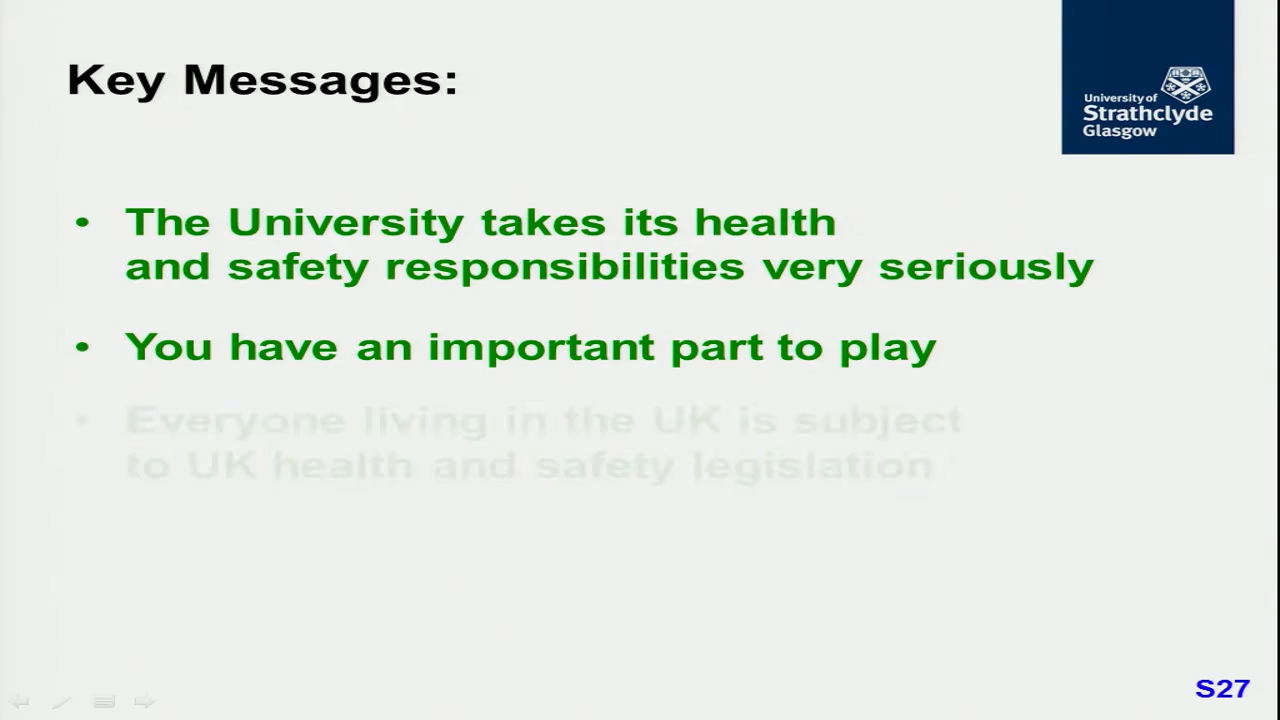 Key Messages:
University of
Strathclyde
Glasgow
• The University takes its health
and safety responsibilities very seriously
• You have an important part to play
• Everyone living in the UK is subject
to UK health and safety legislation
S27